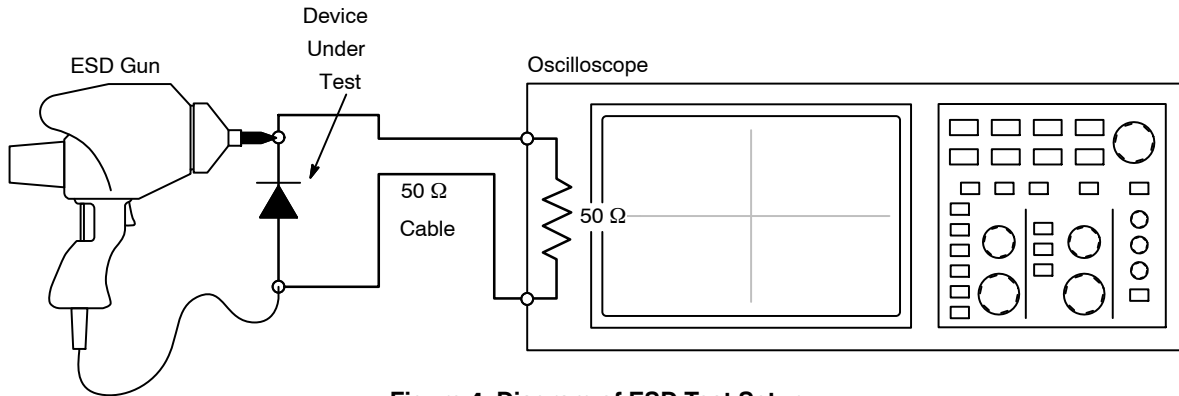 Device
Under
Test
ESD Gun
Oscilloscope
50 Ω
Cable
50 Ω
Figure 4. Diagram of ESD Test Setup